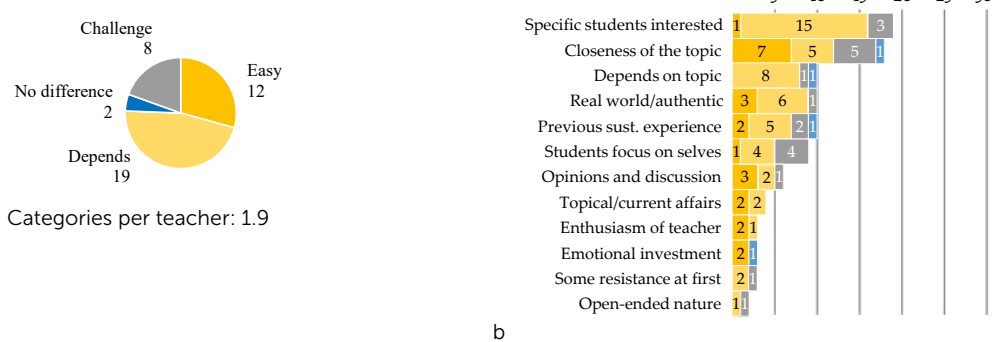 Challenge
8
Easy
12
No difference
2
Depends
19
Categories per teacher: 1.9
Specific students interested 1 15 3
Closeness of the topic 7 5 5 1
Depends on topic 8 1 1
Real world/authentic 3 6 1
Previous sust. experience 2 5 2 1
Students focus on selves 1 4 4
Opinions and discussion 3 2 1
Topical/current affairs 2 2
Enthusiasm of teacher 2 1
Emotional investment 2 1
Some resistance at first 2 1
Open-ended nature 1 1
b